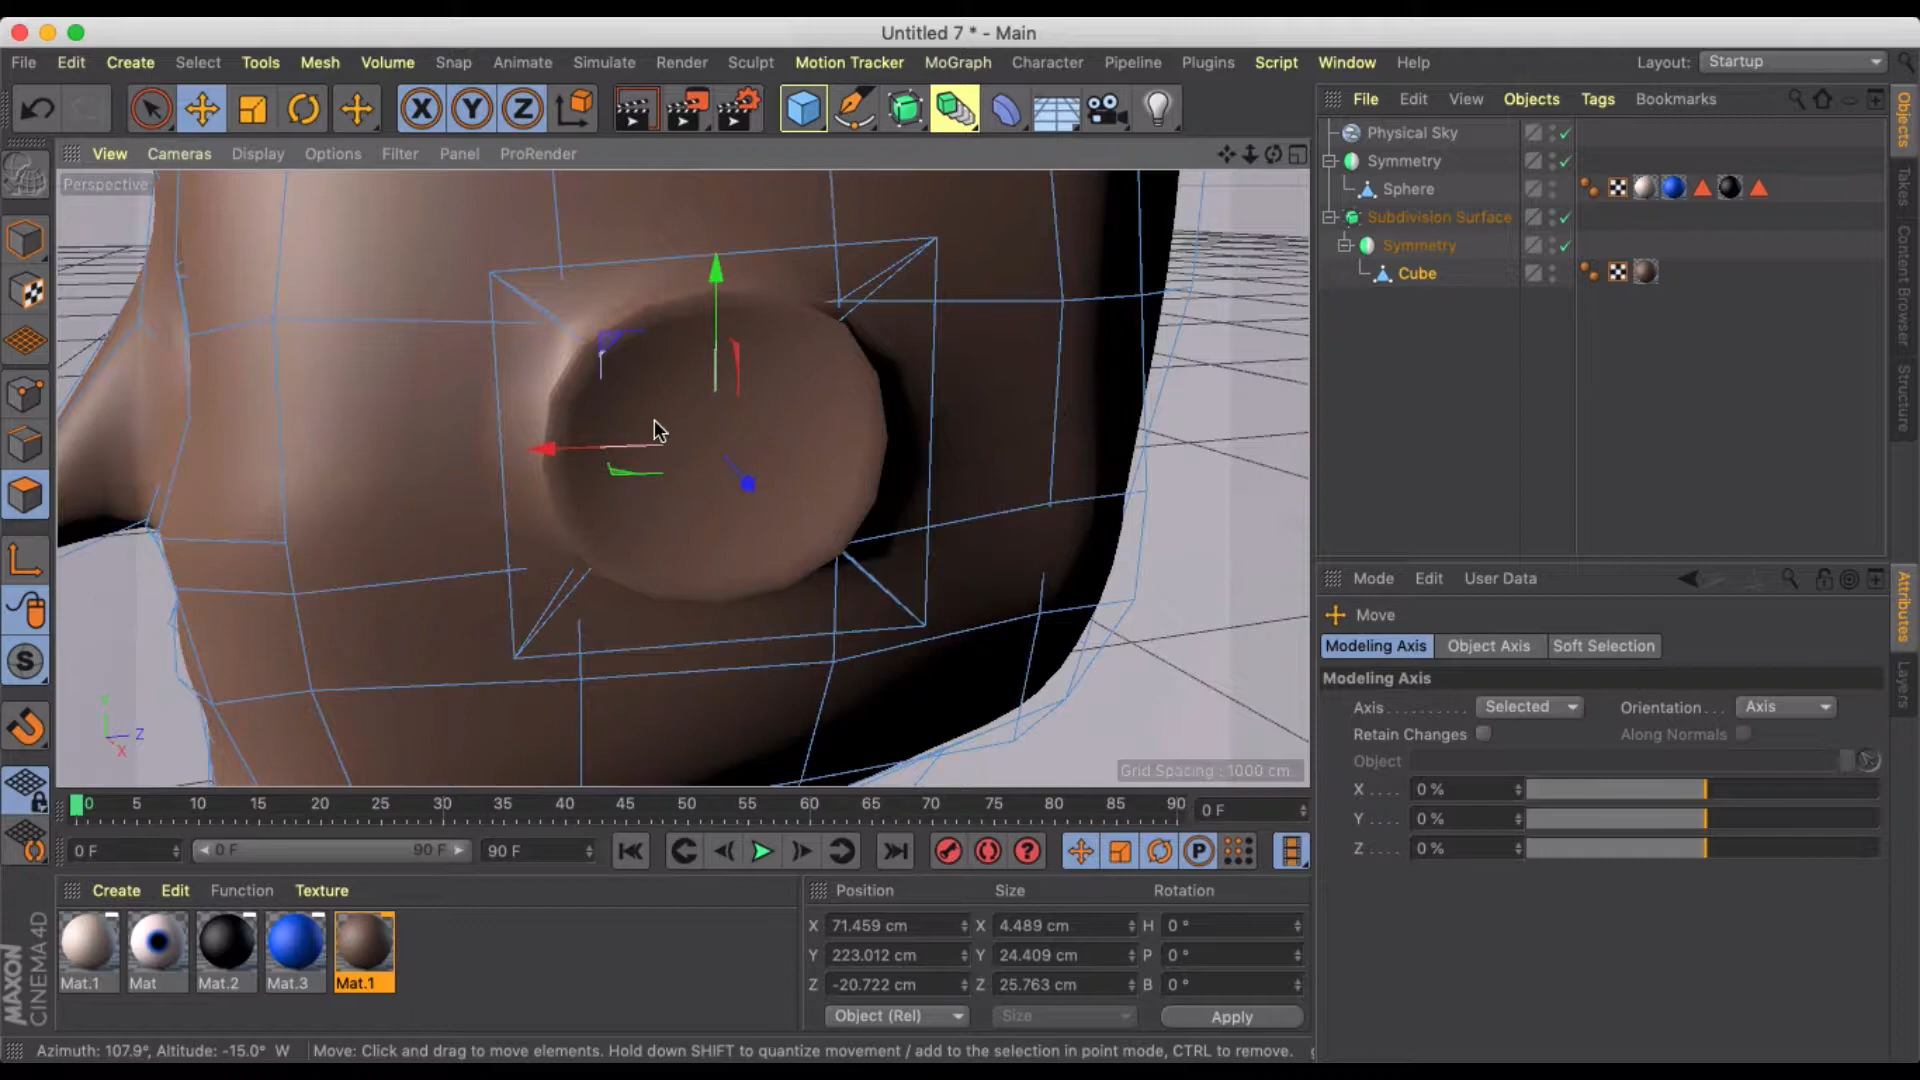 Untitled 7 * - Main
File Edit Create Select Tools Mesh Volume Snap Animate Simulate Render Sculpt Motion Tracker MoGraph Character Pipeline Plugins Script Window Help Layout: Startup
X Y Z
File Edit View Objects Tags Bookmarks
View Cameras Display Options Filter Panel ProRender
Perspective
Physical Sky
Symmetry
Sphere
Subdivision Surface
Symmetry
Cube
Objects
Takes
Content Browser
Structure
S
Y
Z
X
Grid Spacing : 1000 cm
Mode Edit User Data
Move
Modeling Axis Object Axis Soft Selection
Modeling Axis
Axis . . . . . . . . . . Selected Orientation . . . Axis
Retain Changes Along Normals
Object
X . . . . 0 %
Y . . . . 0 %
Z . . . . 0 %
Attributes
Layers
0 5 10 15 20 25 30 35 40 45 50 55 60 65 70 75 80 85 90 0 F
0 F 0 F 90 F 90 F ? P
Create Edit Function Texture
Mat.1 Mat Mat.2 Mat.3 Mat.1
Position Size Rotation
X 71.459 cm X 4.489 cm H 0 °
Y 223.012 cm Y 24.409 cm P 0 °
Z -20.722 cm Z 25.763 cm B 0 °
Object (Rel) Size Apply
MAXON
CINEMA 4D
Azimuth: 107.9°, Altitude: -15.0° W Move: Click and drag to move elements. Hold down SHIFT to quantize movement / add to the selection in point mode, CTRL to remove.